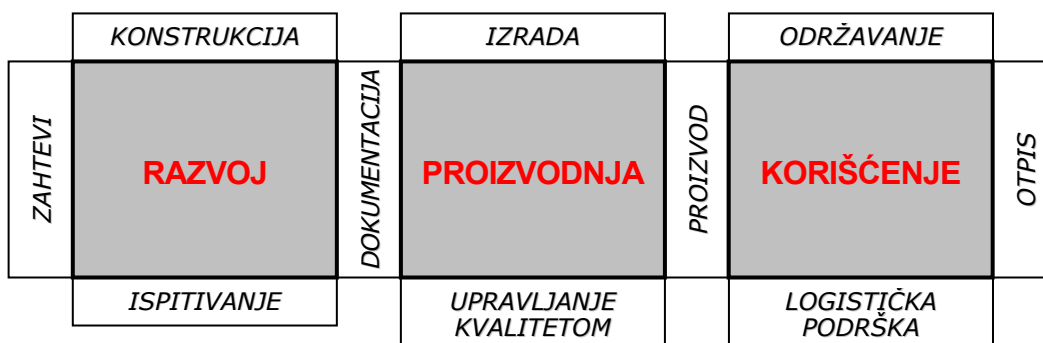 KONSTRUKCIJA
IZRADA
ODRŽAVANJE
ZAHTEVI
RAZVOJ
DOKUMENTACIJA
PROIZVODNJA
PROIZVOD
KORIŠĆENJE
OTPIS
ISPITIVANJE
UPRAVLJANJE
KVALITETOM
LOGISTIČKA
PODRŠKA